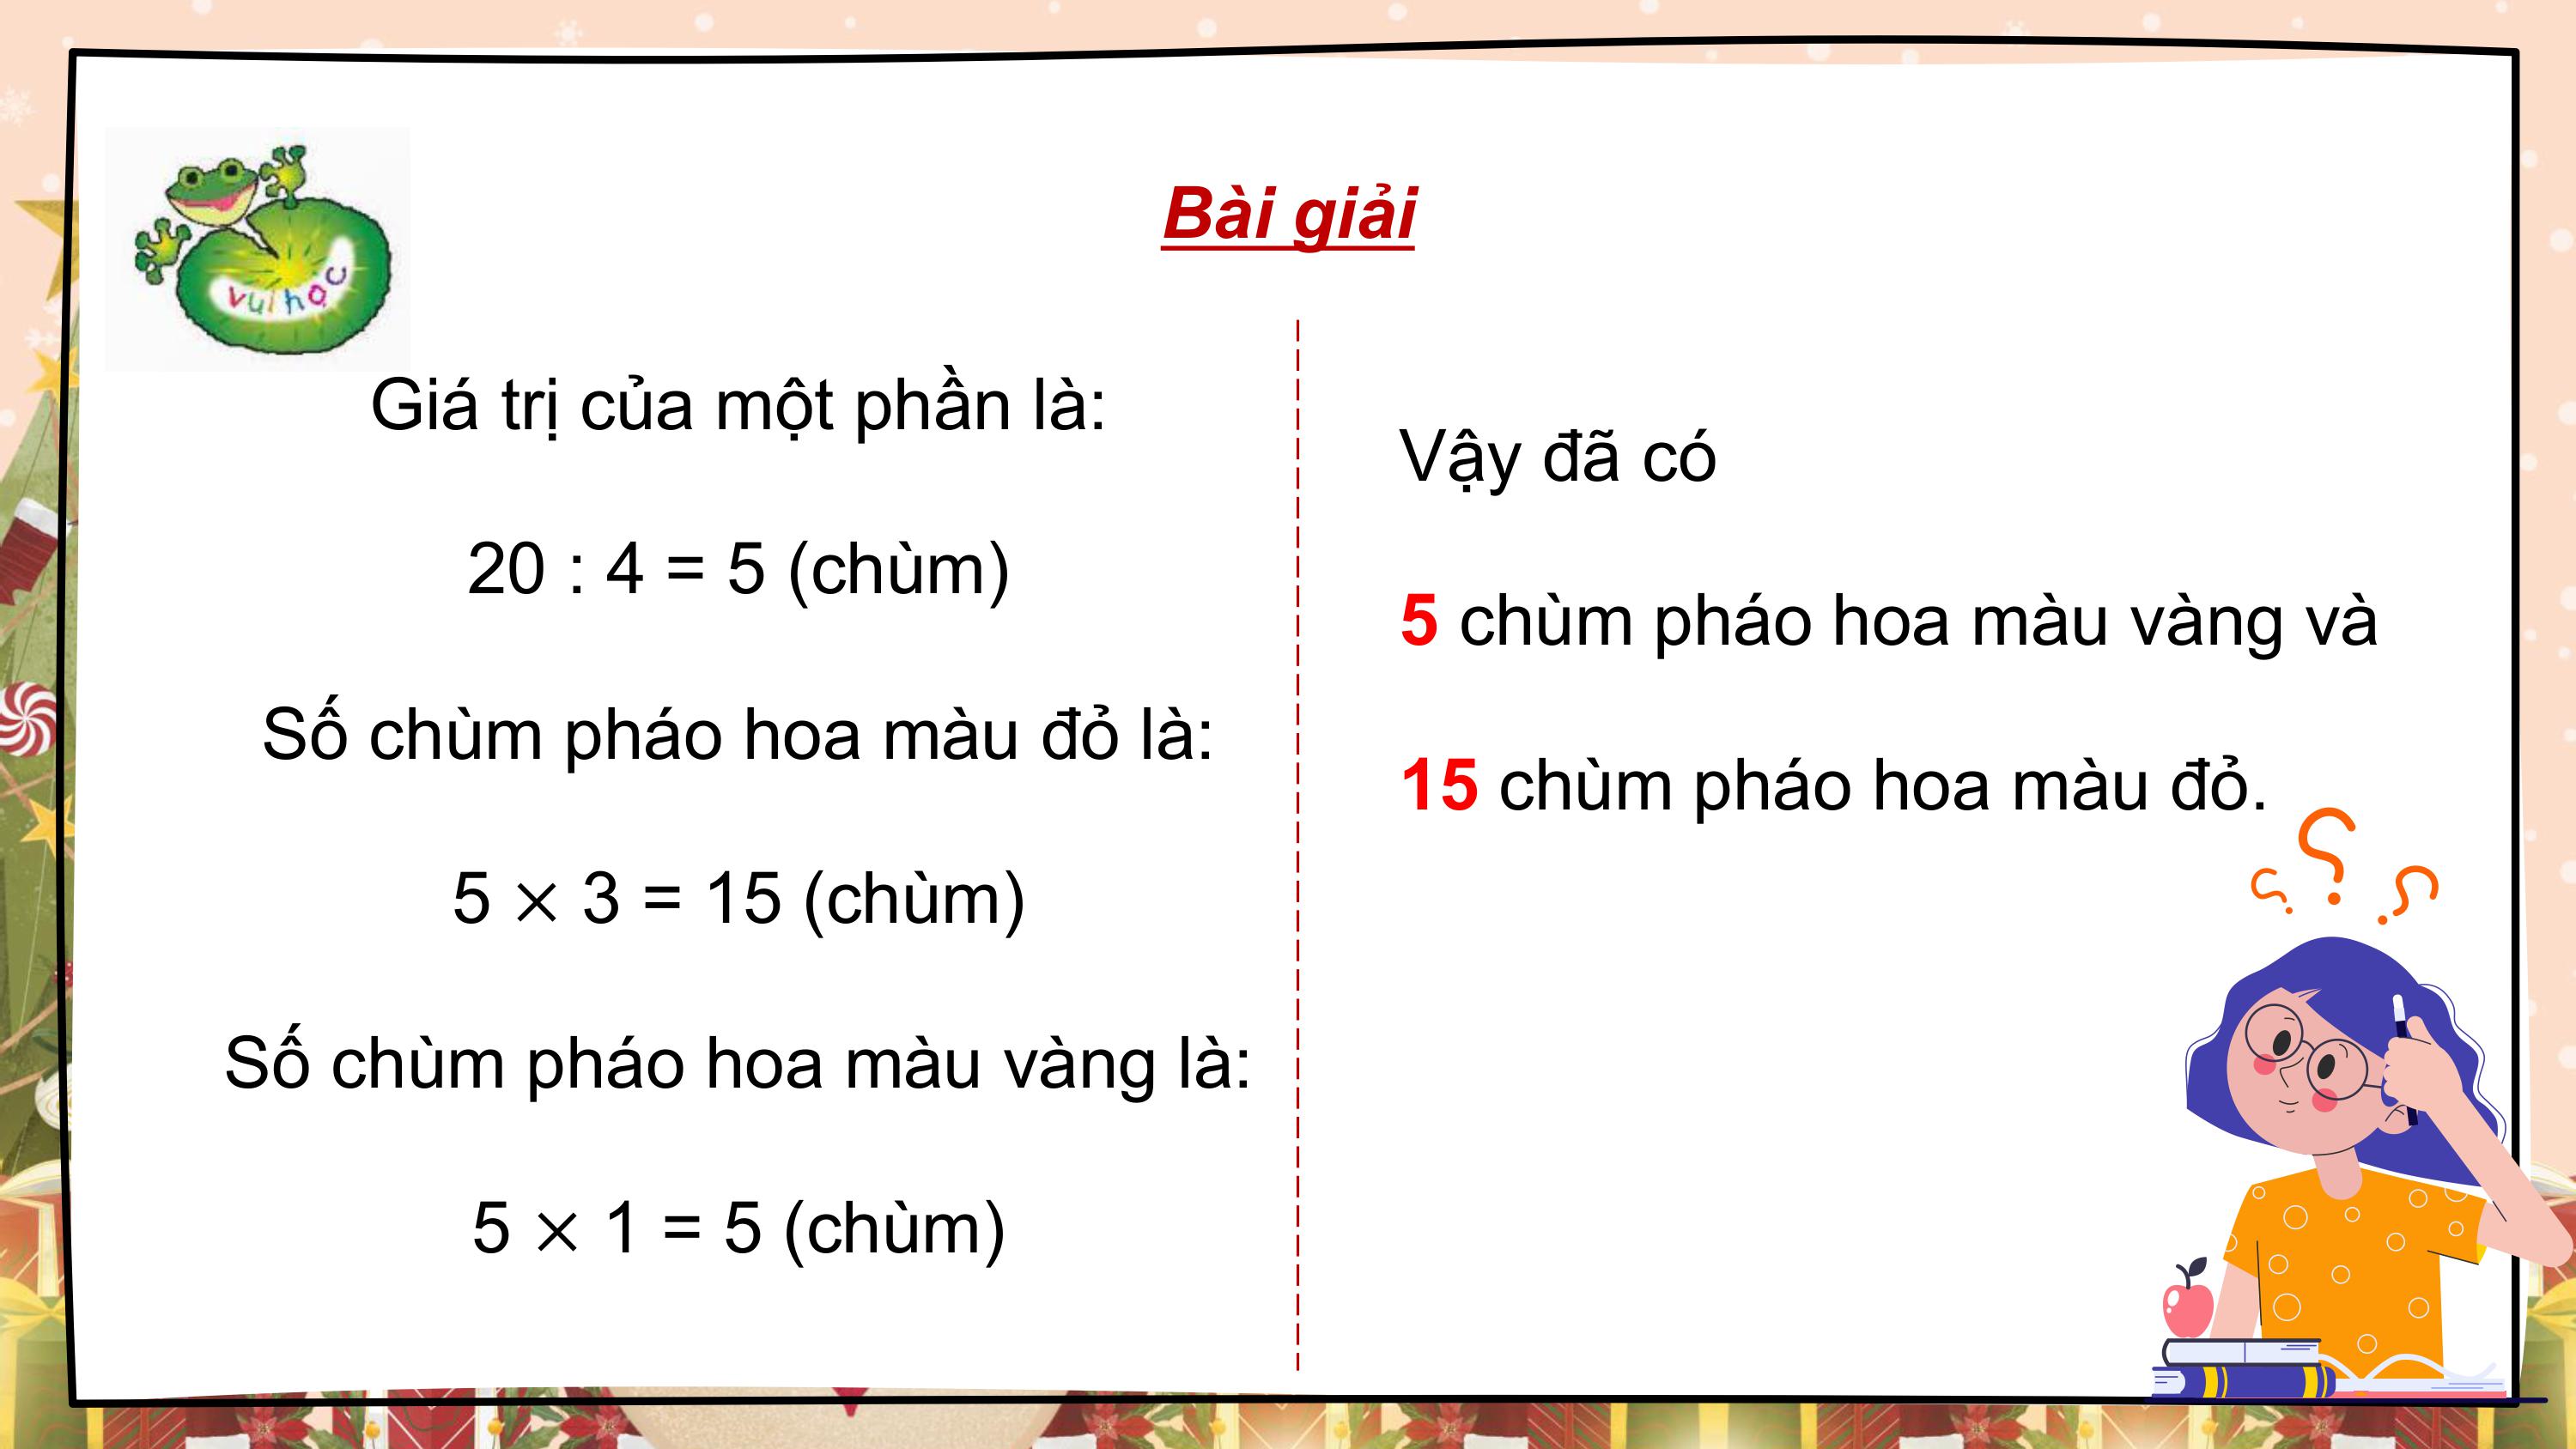 vui học
Bài giải
Giá trị của một phần là:
20 : 4 = 5 (chùm)
Số chùm pháo hoa màu đỏ là:
5 × 3 = 15 (chùm)
Số chùm pháo hoa màu vàng là:
5 × 1 = 5 (chùm)
Vậy đã có
5 chùm pháo hoa màu vàng và
15 chùm pháo hoa màu đỏ.